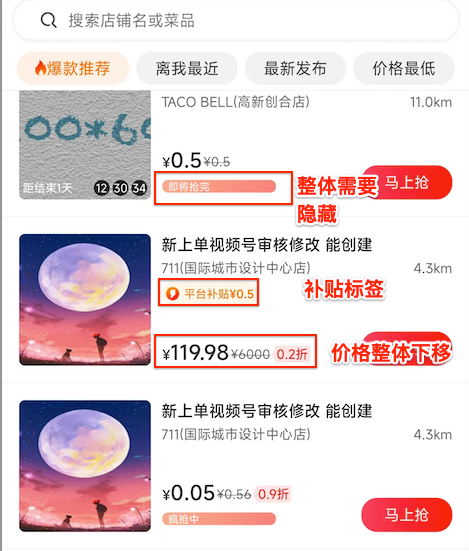 搜索店铺名或菜品
爆款推荐
离我最近
最新发布
价格最低
00*60
TACO BELL(高新创合店)
11.0km
¥0.5 ¥0.5
距结束1天 12 30 34
即将抢完
马上抢
整体需要
隐藏
新上单视频号审核修改 能创建
711(国际城市设计中心店)
4.3km
平台补贴¥0.5
补贴标签
¥119.98 ¥6000 0.2折
价格整体下移
新上单视频号审核修改 能创建
711(国际城市设计中心店)
4.3km
¥0.05 ¥0.56 0.9折
疯抢中
马上抢